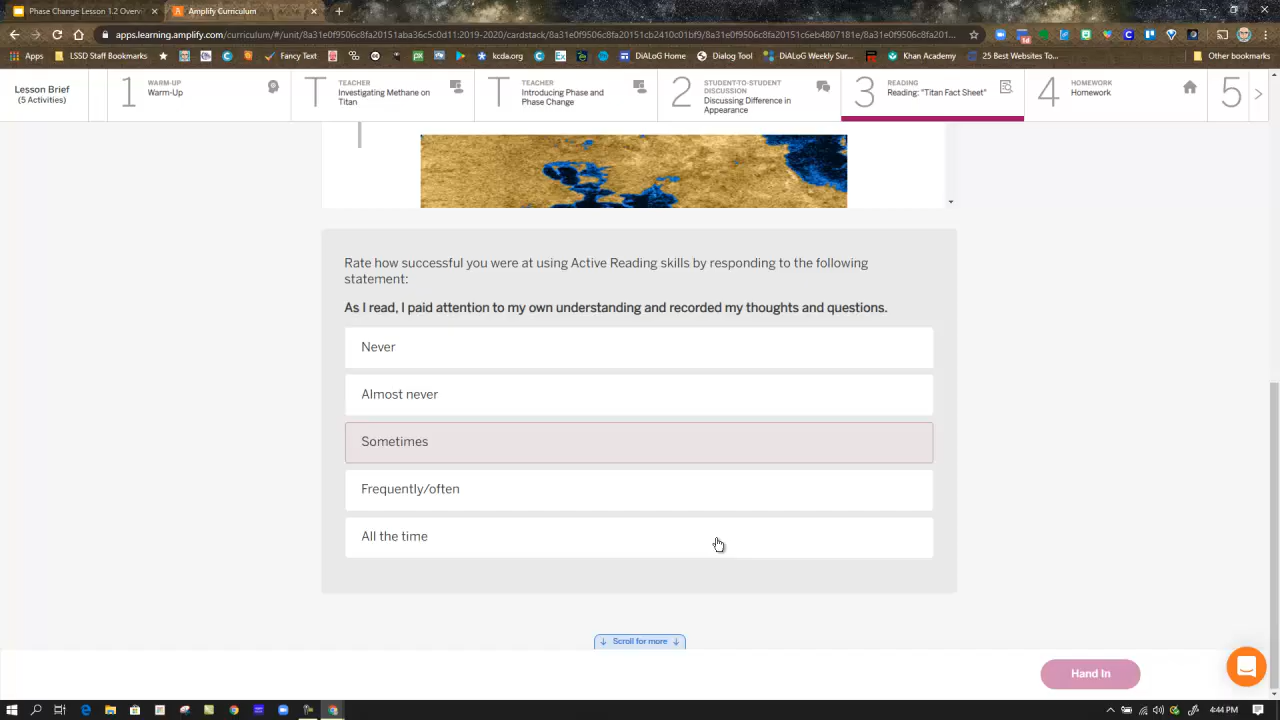 Phase Change Lesson 1.2 Overv
Amplify Curriculum
apps.learning.amplify.com/curriculum/#/unit/8a31e0f9506c8f20151aba36c5c0d11:2019-2020/cardstack/8a31e0f9506c8f20151cb2410c01bf9/8a31e0f9506c8f20151c6eb4807181e/8a31e0f9506c8f201...
Apps
LSSD Staff Bookmarks
Fancy Text
kcda.org
DiALoG Home
Dialog Tool
DiALoG Weekly Sur...
Khan Academy
25 Best Websites To...
Other bookmarks
Lesson Brief
(5 Activities)
1
WARM-UP
Warm-Up
T
TEACHER
Investigating Methane on
Titan
T
TEACHER
Introducing Phase and
Phase Change
2
STUDENT-TO-STUDENT
DISCUSSION
Discussing Difference in
Appearance
3
READING
Reading: "Titan Fact Sheet"
4
HOMEWORK
Homework
5
Rate how successful you were at using Active Reading skills by responding to the following
statement:
As I read, I paid attention to my own understanding and recorded my thoughts and questions.
Never
Almost never
Sometimes
Frequently/often
All the time
Scroll for more
Hand In
4:44 PM